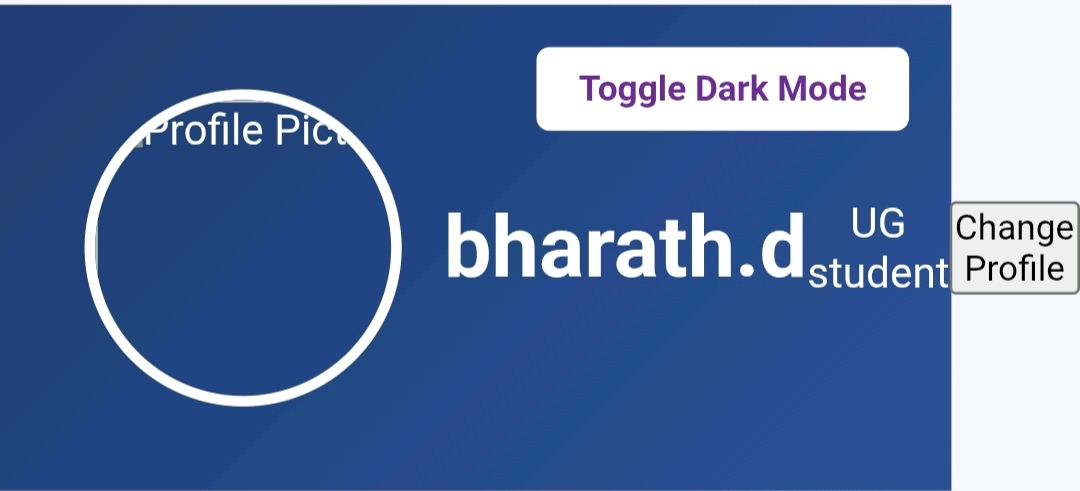 Toggle Dark Mode
Profile Pict
bharath.d
UG
student
Change
Profile